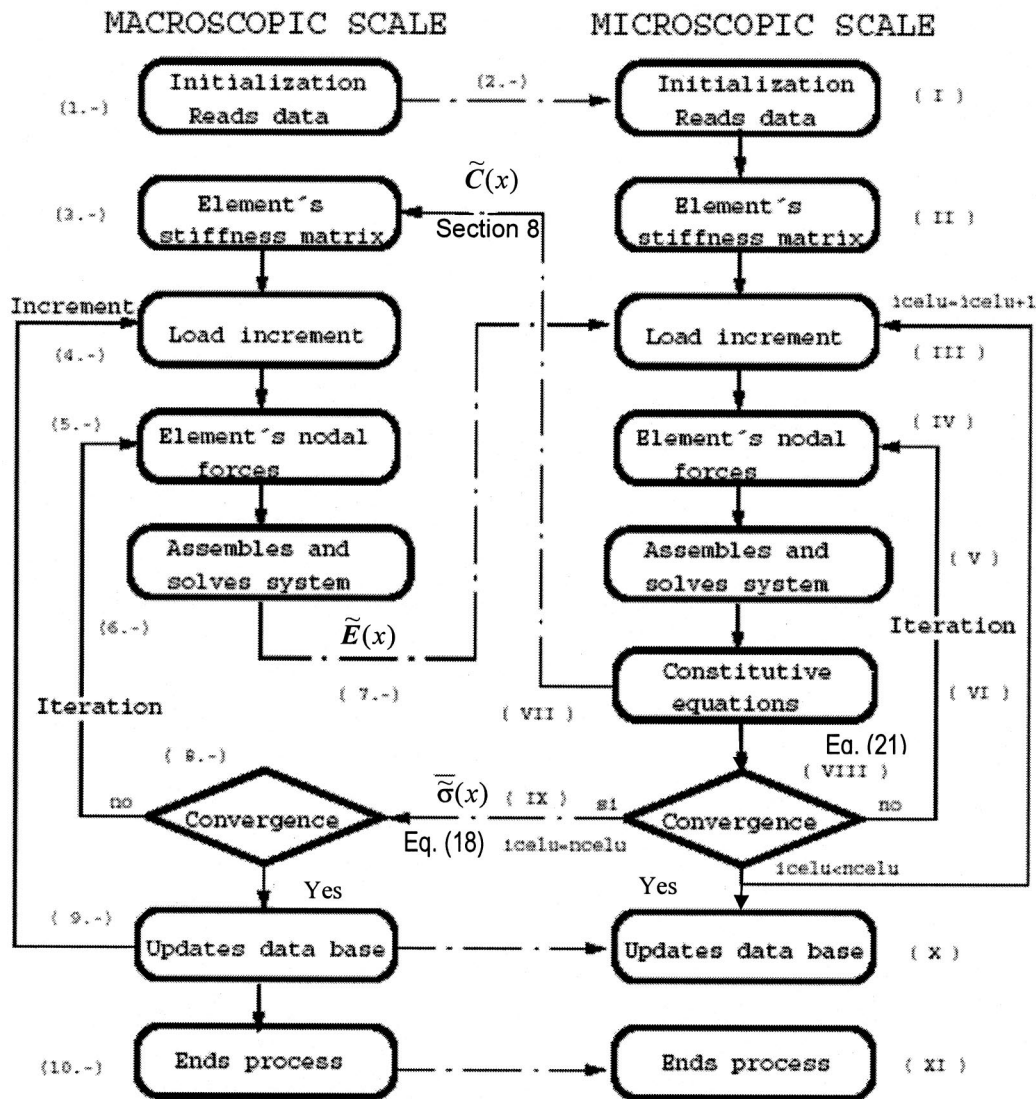 MACROSCOPIC SCALE
MICROSCOPIC SCALE
(1.-)
Initialization
Reads data
(2.-)
Initialization
Reads data
( I )
(3.-)
Element´s
stiffness matrix
C̃(x)
Section 8
Element´s
stiffness matrix
( II )
Increment
(4.-)
Load increment
Load increment
icelu=icelu+1
( III )
(5.-)
Element´s nodal
forces
Element´s nodal
forces
( IV )
Assembles and
solves system
Assembles and
solves system
( V )
(6.-)
Ẽ(x)
( 7.-)
Iteration
Iteration
Constitutive
equations
( VI )
( VII )
Eq. (21)
( 8.-)
( VIII )
no
Convergence
σ̃̅(x)
( IX )
Eq. (18)
icelu=ncelu
si
Convergence
no
icelu<ncelu
Yes
Yes
( 9.-)
Updates data base
Updates data base
( X )
(10.-)
Ends process
Ends process
( XI )